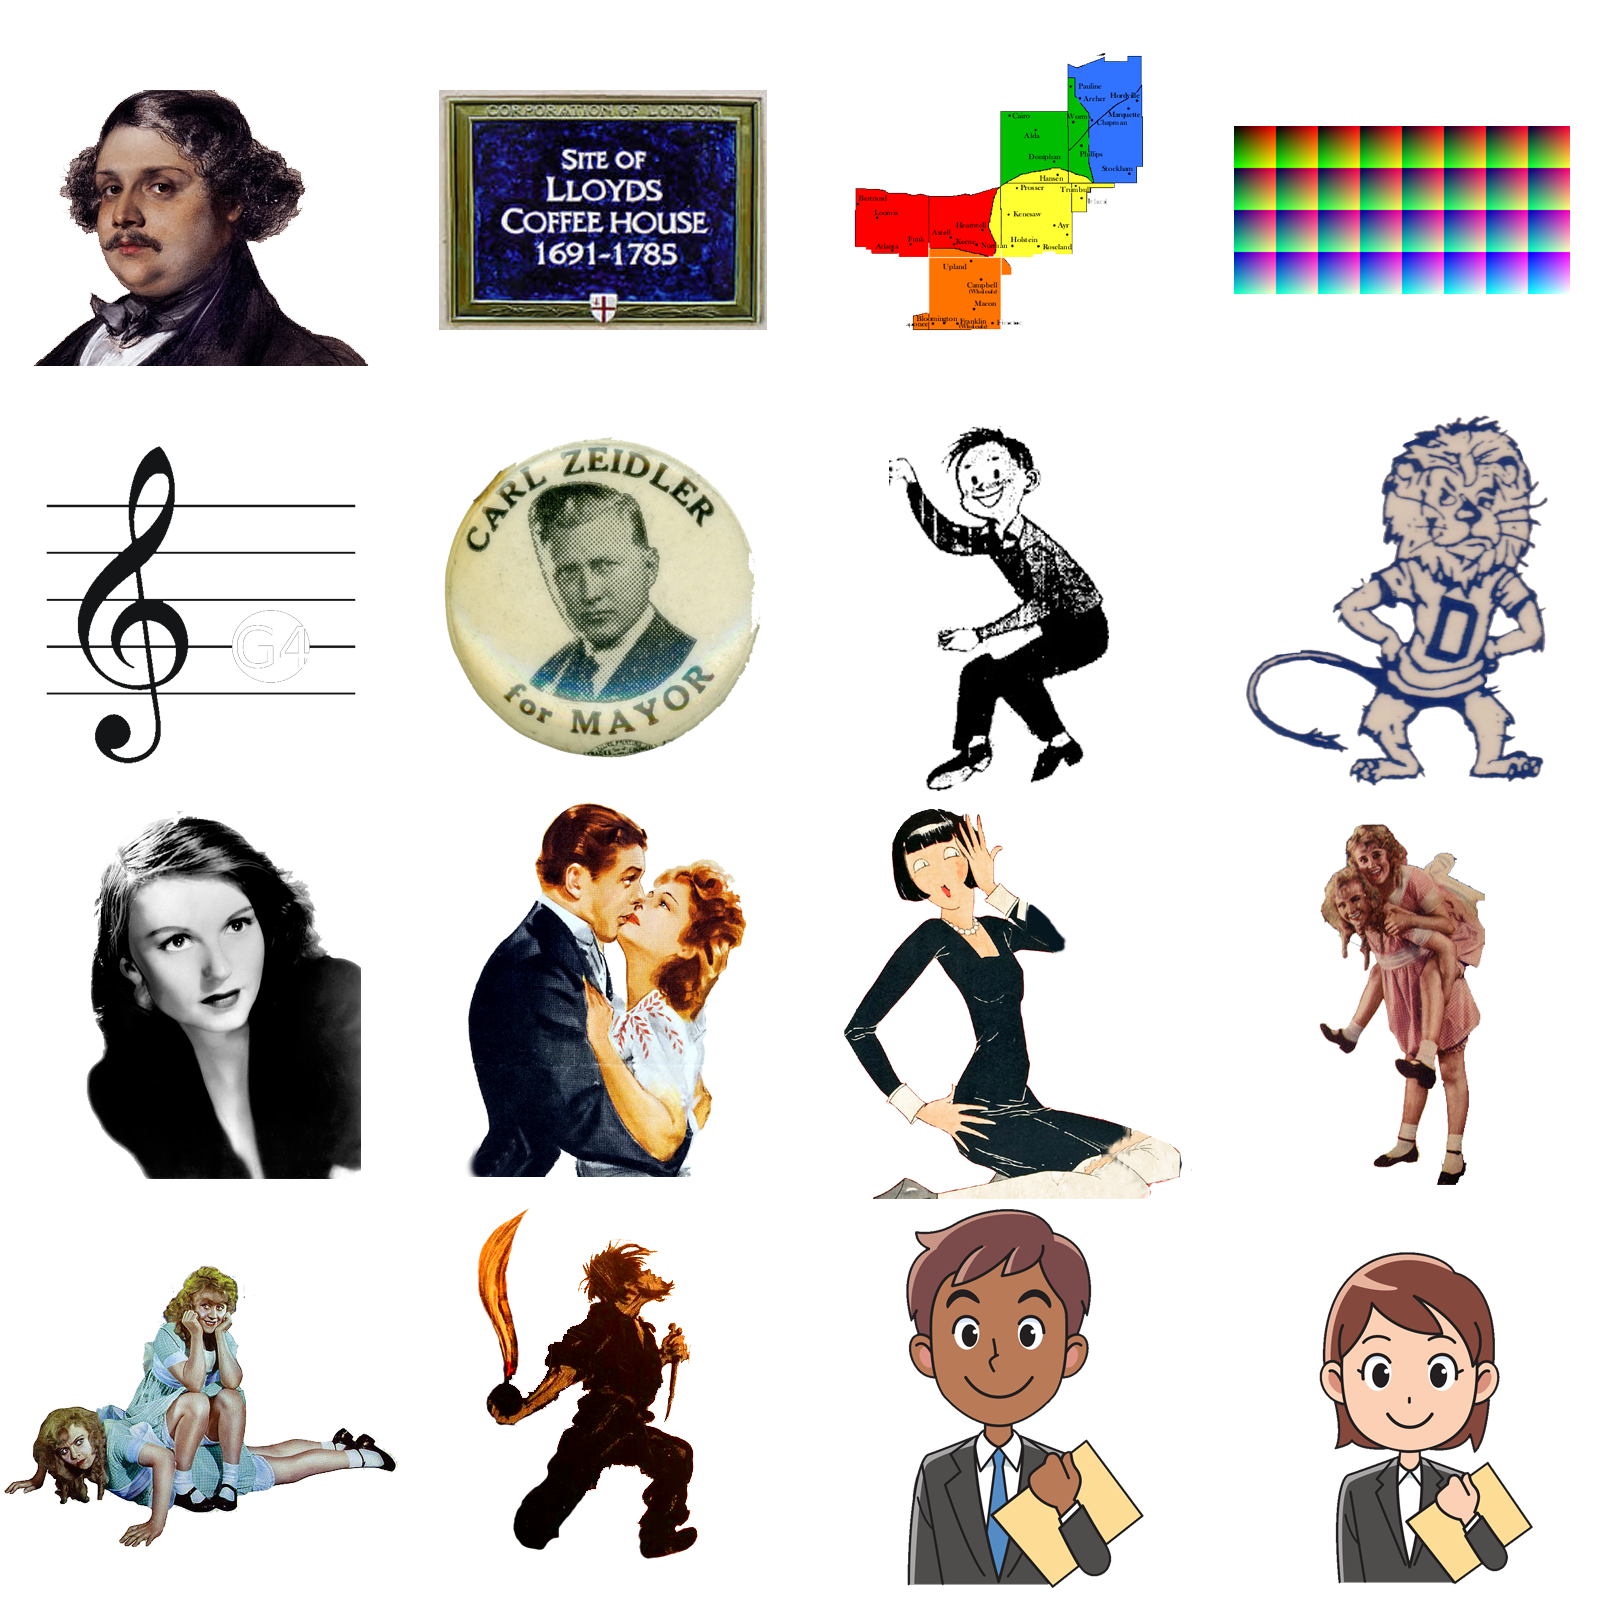 CORPORATION OF LONDON
SITE OF
LLOYDS
COFFEE HOUSE
1691-1785
Pauline
Archer
Hordville
Marquette
Chapman
Worms
Cairo
Alda
Doniphan
Phillips
Stockham
Hansen
Prosser
Trumbull
Bertrand
Loomis
Kenesaw
Ayr
Heartwell
Axtell
Funk
Atlanta
Norman
Holstein
Roseland
Upland
Campbell
Macon
Bloomington
Franklin
G4
CARL ZEIDLER
for MAYOR
D